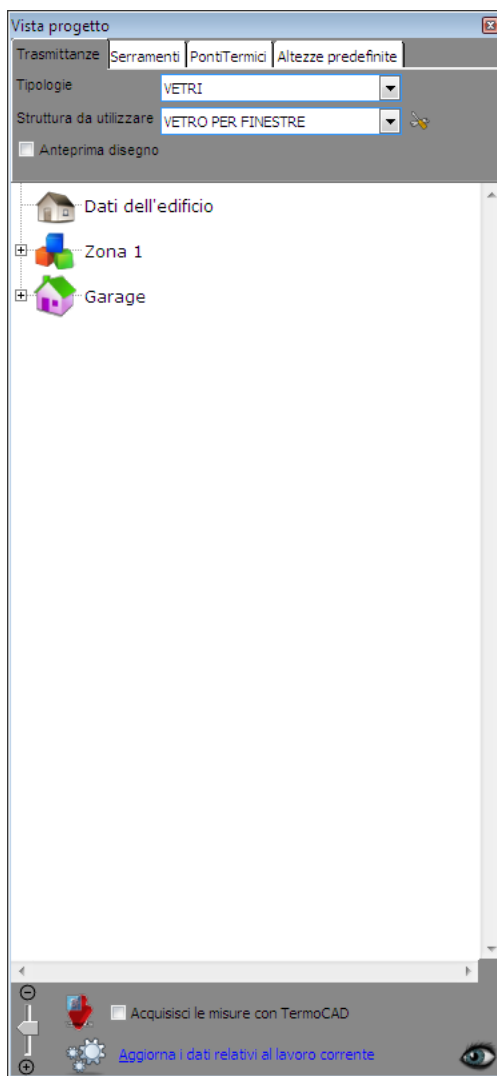 Vista progetto
Trasmittanze Serramenti PontiTermici Altezze predefinite
Tipologie VETRI
Struttura da utilizzare VETRO PER FINESTRE
Anteprima disegno
Dati dell'edificio
Zona 1
Garage
Acquisisci le misure con TermoCAD
Aggiorna i dati relativi al lavoro corrente